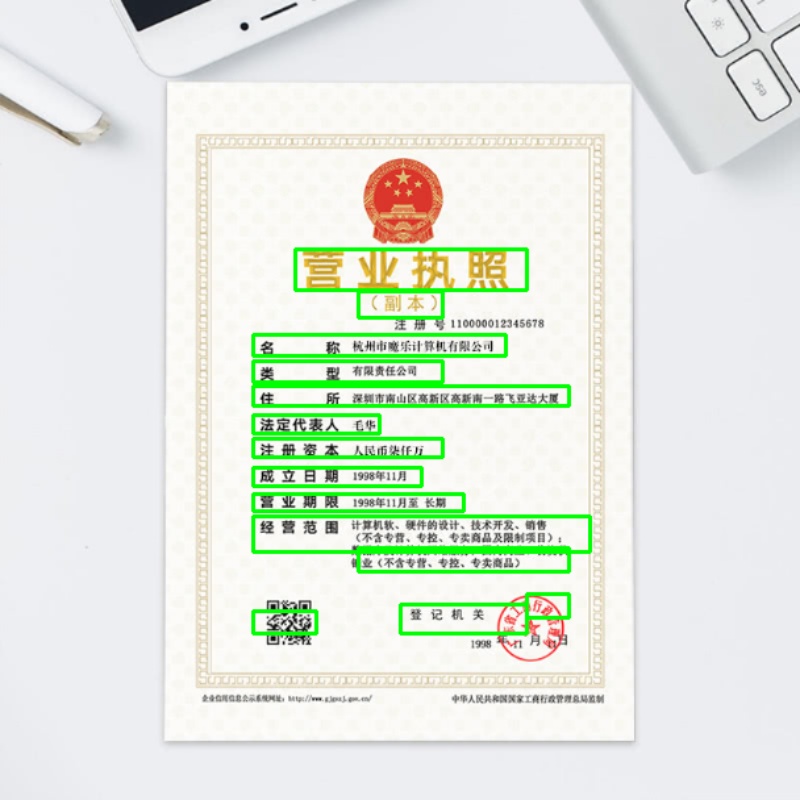 营业执照
（副本）
注 册 号 110000012345678
名 称 杭州市魔乐计算机有限公司
类 型 有限责任公司
住 所 深圳市南山区高新区高新南一路飞亚达大厦
法定代表人 毛华
注 册 资 本 人民币柒仟万
成 立 日 期 1998年11月
营 业 期 限 1998年11月至 长期
经 营 范 围 计算机软、硬件的设计、技术开发、销售
（不含专营、专控、专卖商品及限制项目）；
业（不含专营、专控、专卖商品）
登 记 机 关
1998 年 11 月 11 日
企业信用信息公示系统网址：
中华人民共和国国家工商行政管理总局监制
esc